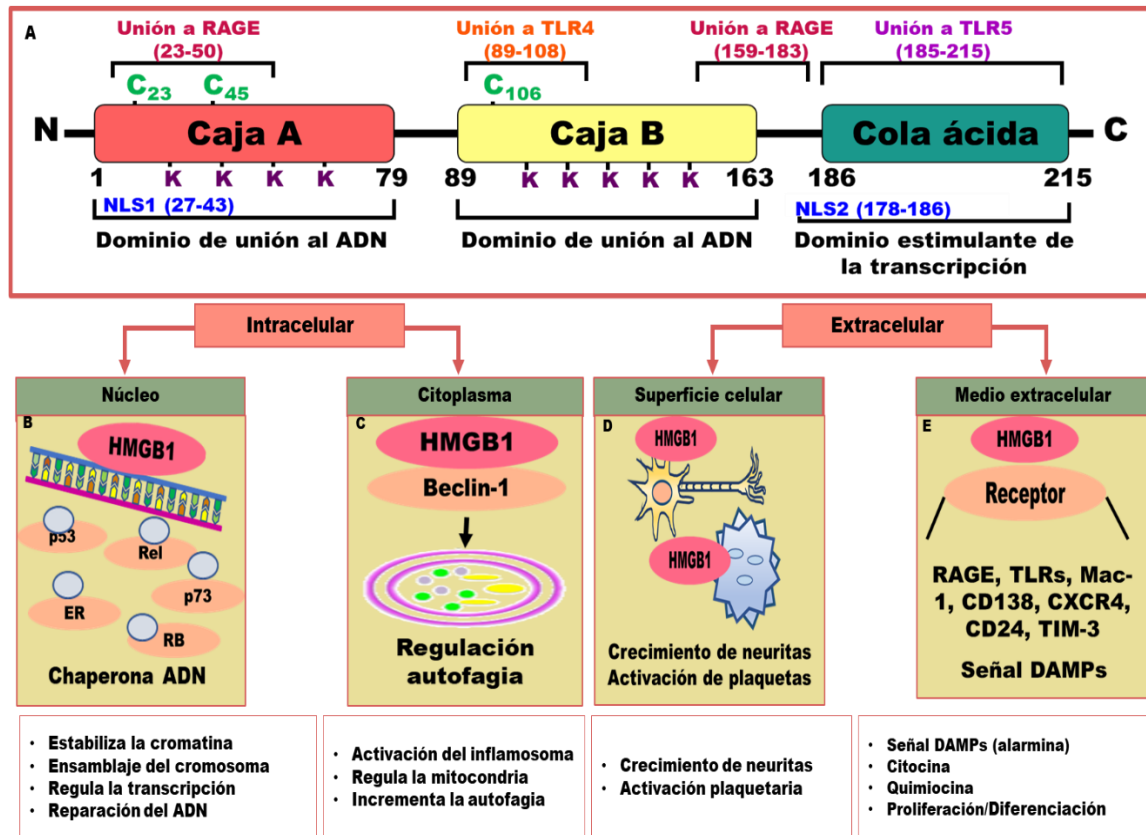 A
Unión a RAGE
(23-50)
Unión a TLR4
(89-108)
Unión a RAGE
(159-183)
Unión a TLR5
(185-215)
C23
C45
C106
N
Caja A
Caja B
Cola ácida
C
1
K
K
K
K
79
89
K
K
K
K
K
163
186
215
NLS1 (27-43)
NLS2 (178-186)
Dominio de unión al ADN
Dominio de unión al ADN
Dominio estimulante de
la transcripción
Intracelular
Extracelular
Núcleo
B
HMGB1
p53
Rel
p73
ER
RB
Chaperona ADN
Citoplasma
C
HMGB1
Beclin-1
Regulación
autofagia
Superficie celular
D
HMGB1
HMGB1
Crecimiento de neuritas
Activación de plaquetas
Medio extracelular
E
HMGB1
Receptor
RAGE, TLRs, Mac-
1, CD138, CXCR4,
CD24, TIM-3
Señal DAMPs
• Estabiliza la cromatina
• Ensamblaje del cromosoma
• Regula la transcripción
• Reparación del ADN
• Activación del inflamosoma
• Regula la mitocondria
• Incrementa la autofagia
• Crecimiento de neuritas
• Activación plaquetaria
• Señal DAMPs (alarmina)
• Citocina
• Quimiocina
• Proliferación/Diferenciación